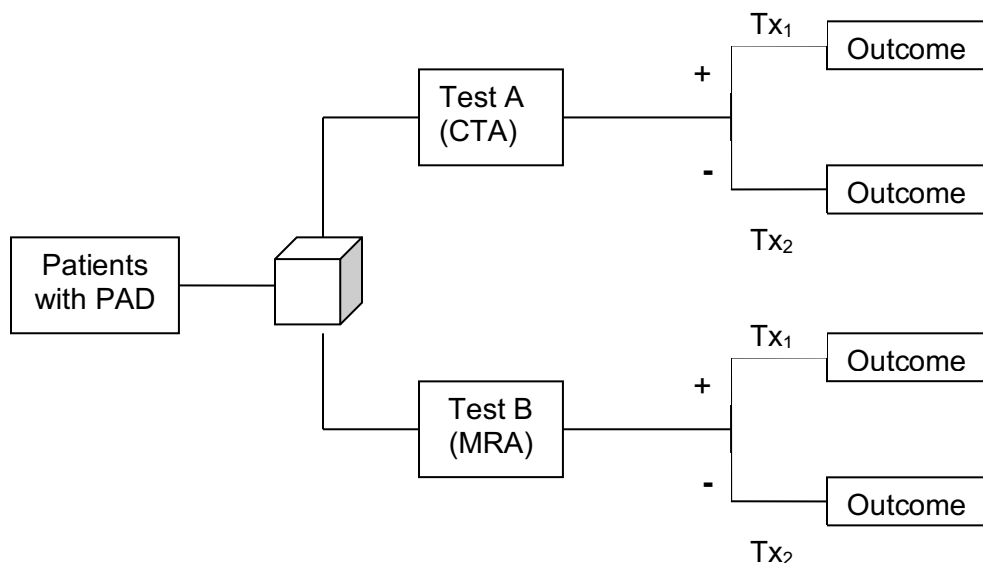 Patients
with PAD
Test A
(CTA)
+
-
Tx₁
Outcome
Outcome
Tx₂
Test B
(MRA)
+
-
Tx₁
Outcome
Outcome
Tx₂